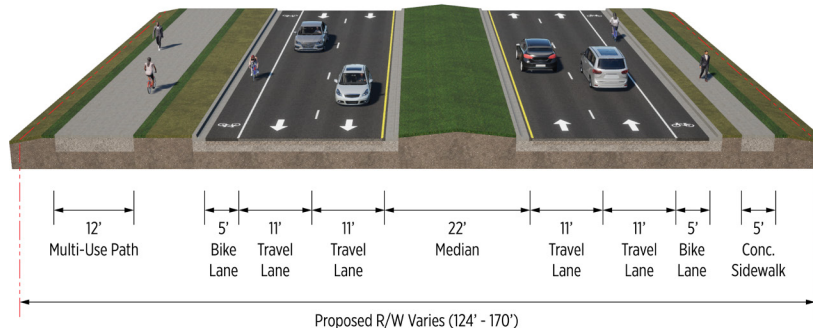 12' 5' 11' 11' 22' 11' 11' 5' 5'
Multi-Use Path Bike Travel Travel Median Travel Travel Bike Conc.
Lane Lane Lane Lane Lane Lane Sidewalk
Proposed R/W Varies (124' - 170')